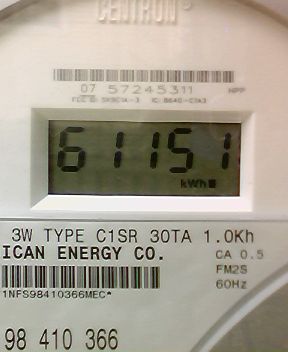 CENTRON
07 57245311 HPP
61151
kWh
3W TYPE C1SR 30TA 1.0Kh
ICAN ENERGY CO.
CA 0.5
FM2S
60Hz
1NFS98410366MEC*
98 410 366